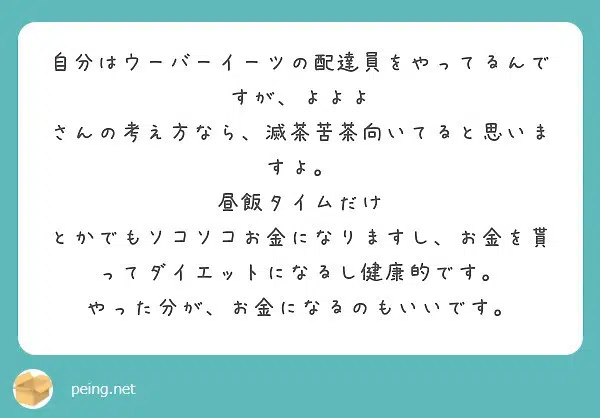 自分はウーバーイーツの配達員をやってるんで
すが、よよよ
さんの考え方なら、滅茶苦茶向いてると思いま
すよ。
昼飯タイムだけ
とかでもソコソコお金になりますし、お金を貰
ってダイエットになるし健康的です。
やった分が、お金になるのもいいです。
peing.net